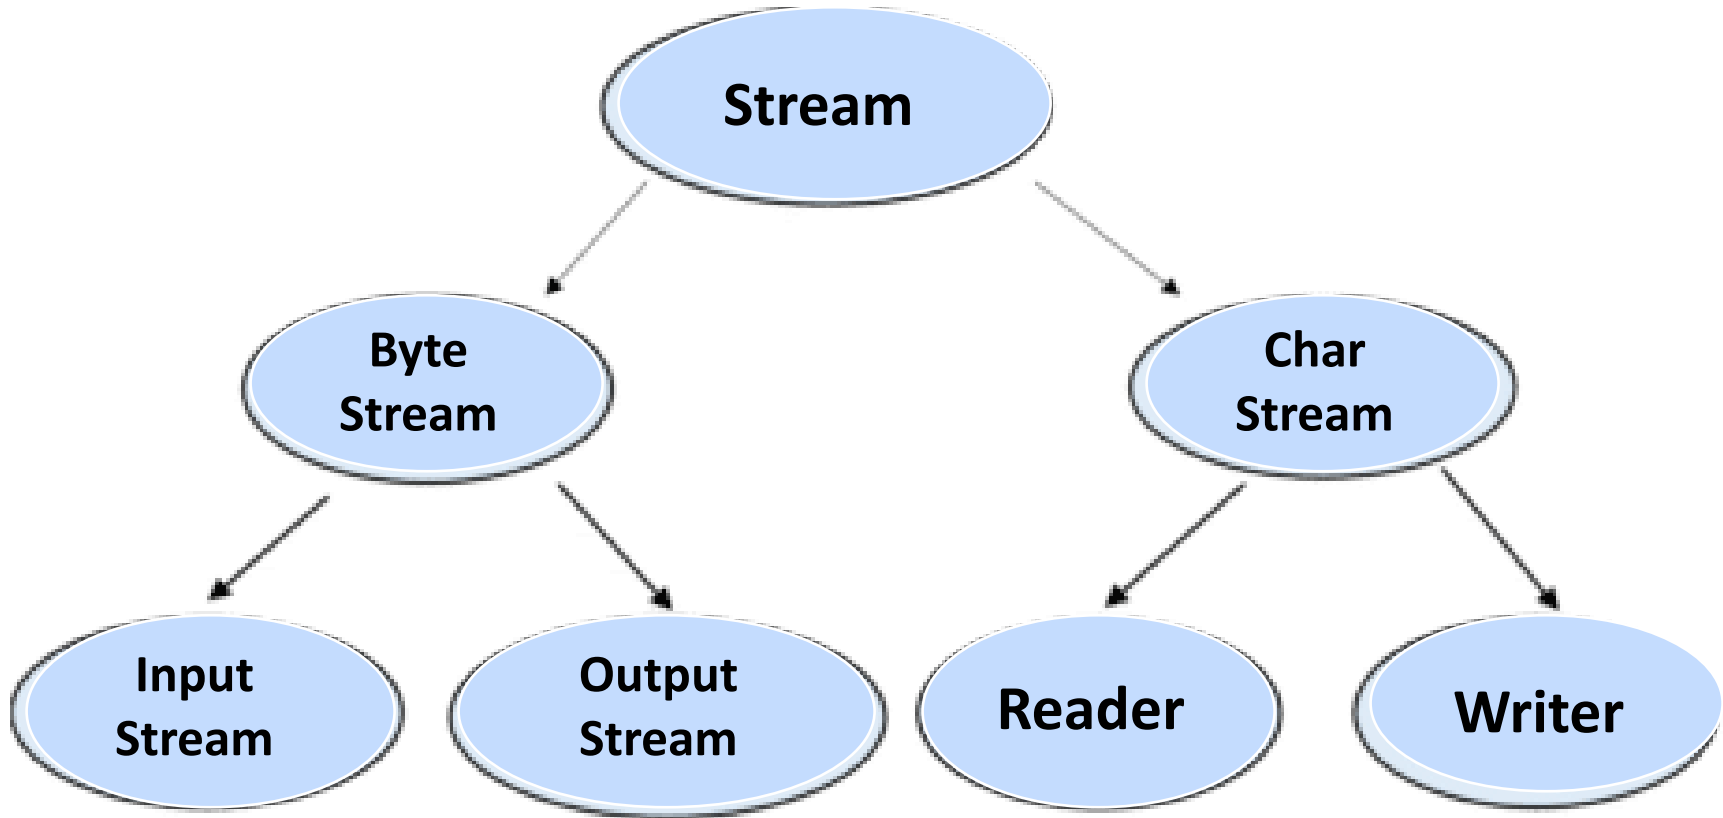 Stream
Byte
Stream
Char
Stream
Input
Stream
Output
Stream
Reader
Writer